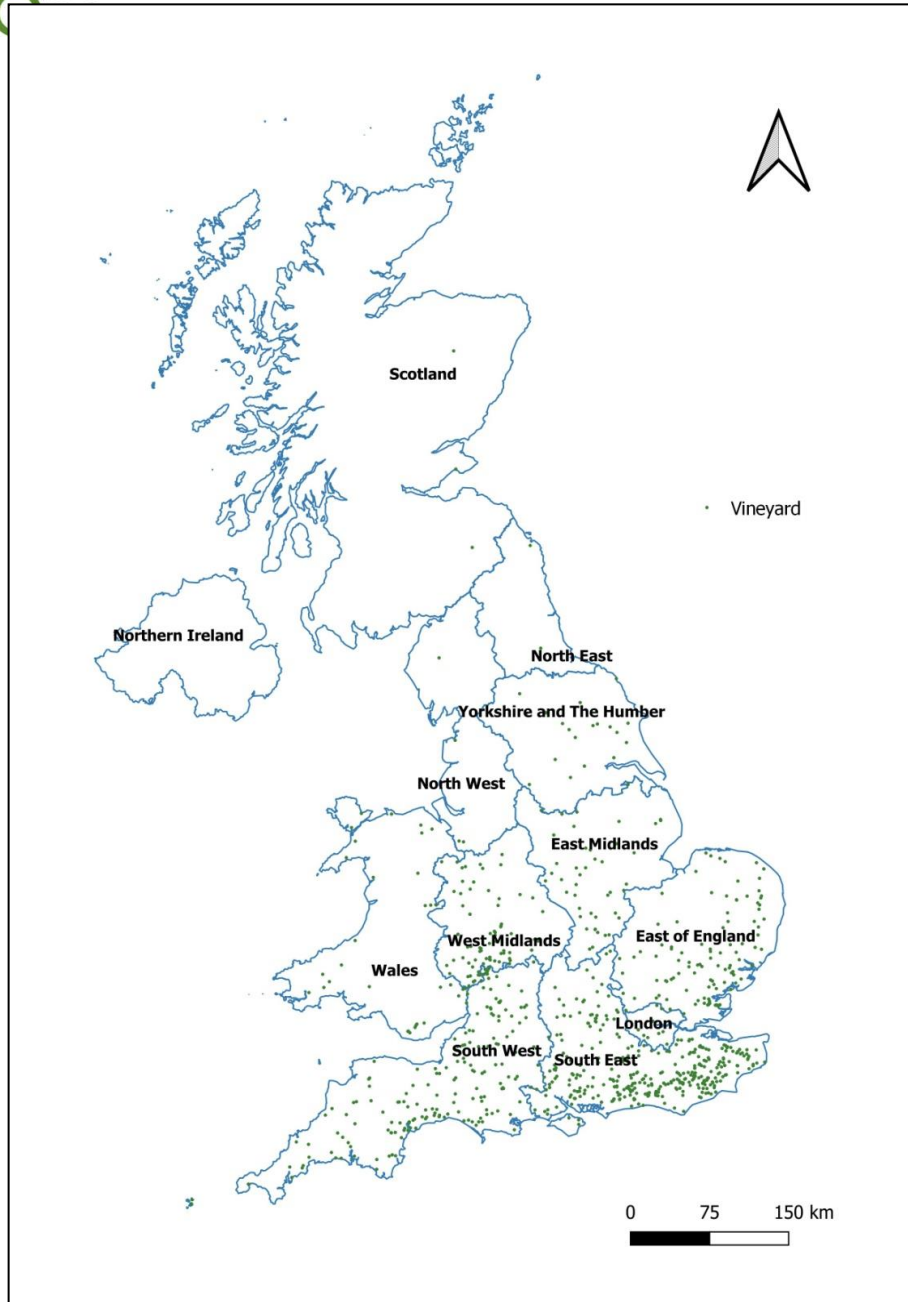 Scotland
Vineyard
Northern Ireland
North East
Yorkshire and The Humber
North West
East Midlands
East of England
West Midlands
Wales
London
South West
South East
0 75 150 km